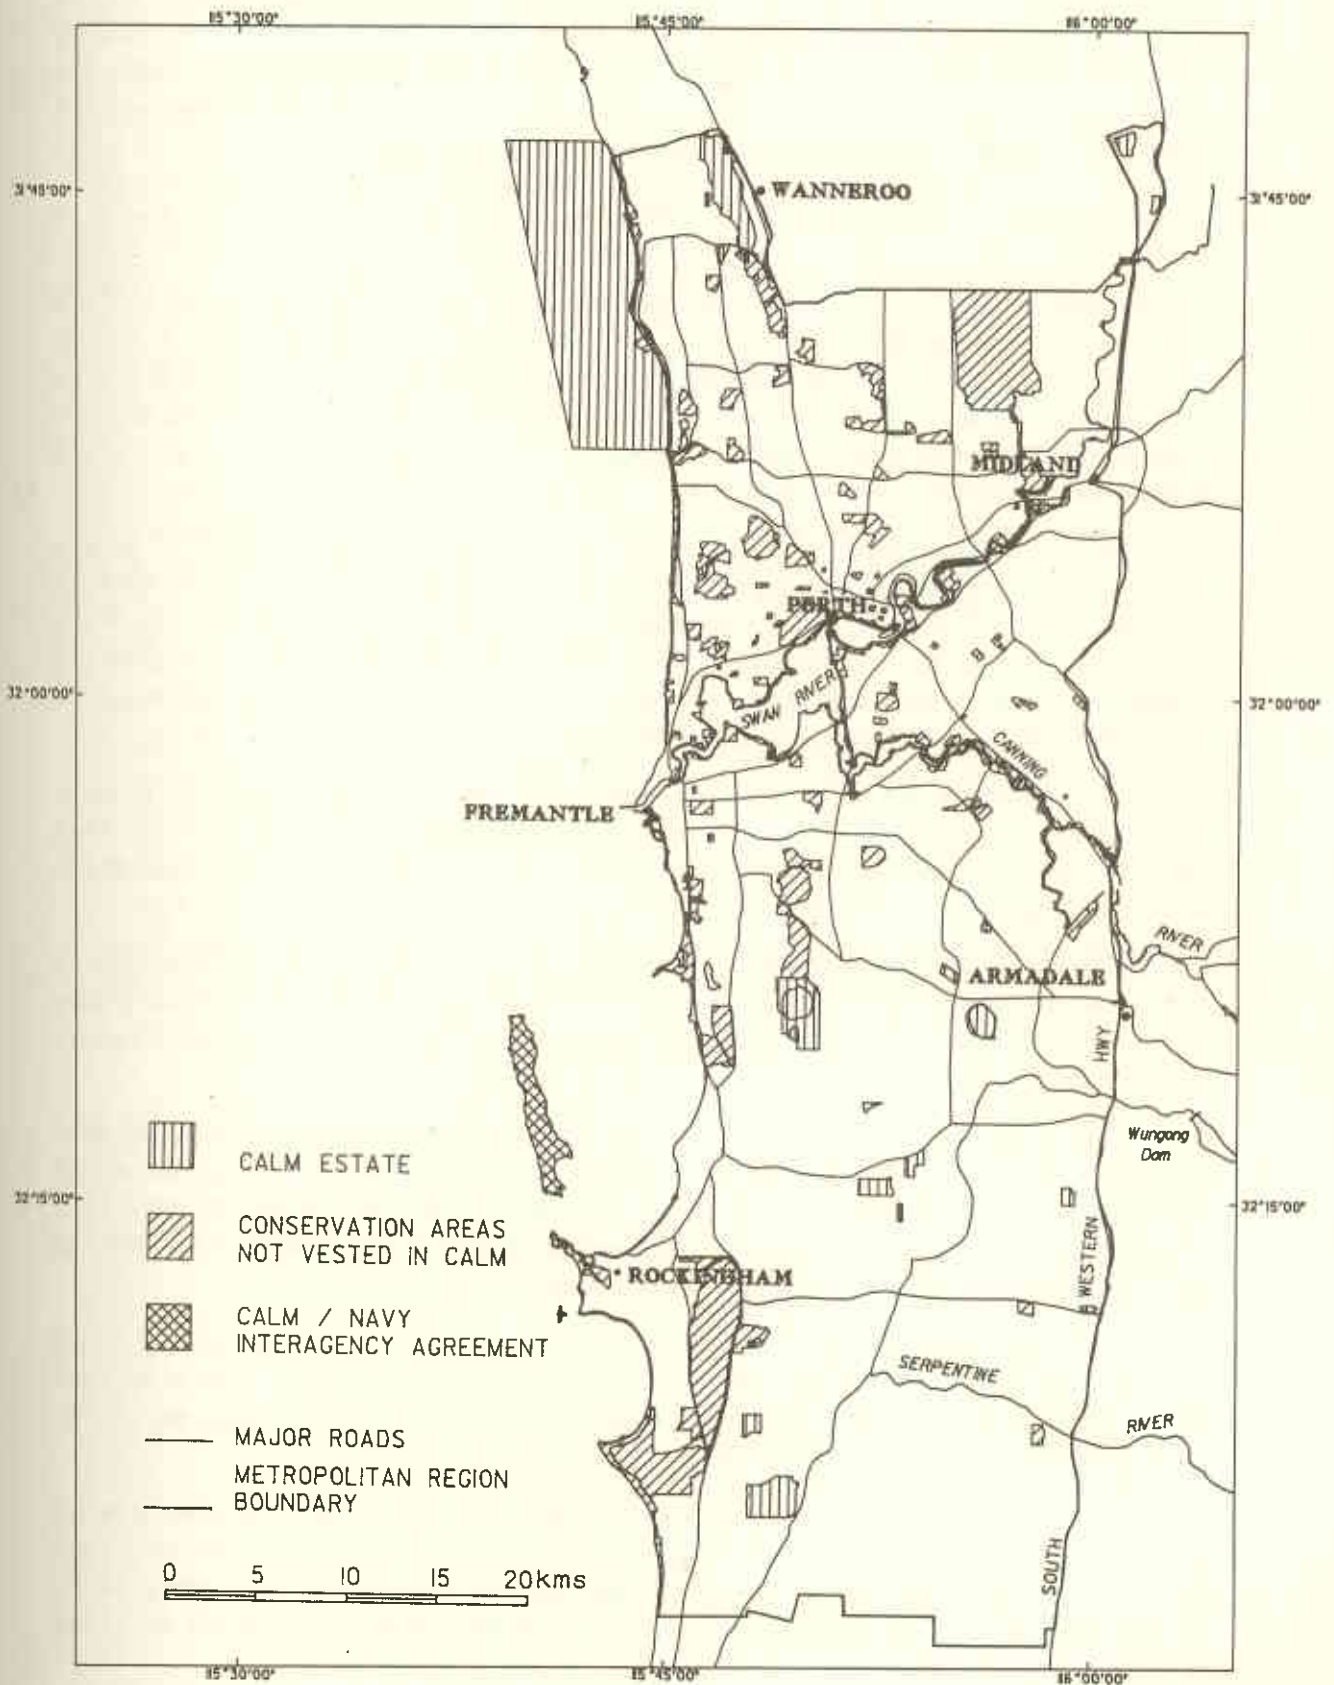 115°30'00"
115°45'00"
116°00'00"
31°45'00"
31°45'00"
WANNEROO
MIDLAND
PERTH
SWAN RIVER
32°00'00"
32°00'00"
CANNING
FREMANTLE
RIVER
ARMADALE
HWY
CALM ESTATE
Wungong
Dam
32°15'00"
32°15'00"
CONSERVATION AREAS
NOT VESTED IN CALM
WESTERN
ROCKINGHAM
CALM / NAVY
INTERAGENCY AGREEMENT
SERPENTINE
RIVER
MAJOR ROADS
METROPOLITAN REGION
BOUNDARY
SOUTH
0 5 10 15 20kms
115°30'00"
115°45'00"
116°00'00"